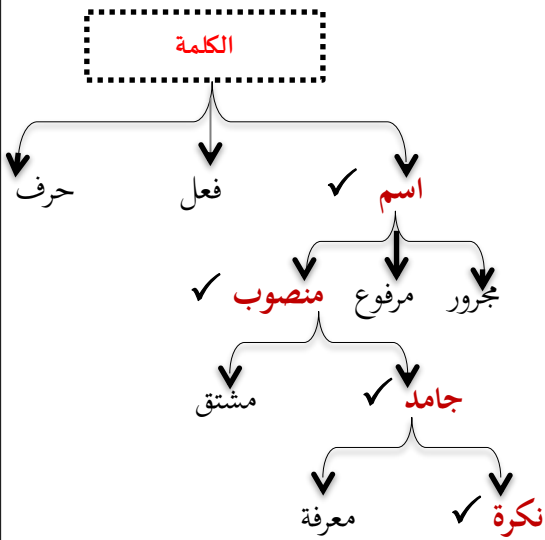 الكلمة
اسم ✓ فعل حرف
مجرور مرفوع منصوب ✓
جامد ✓ مشتق
نكرة ✓ معرفة